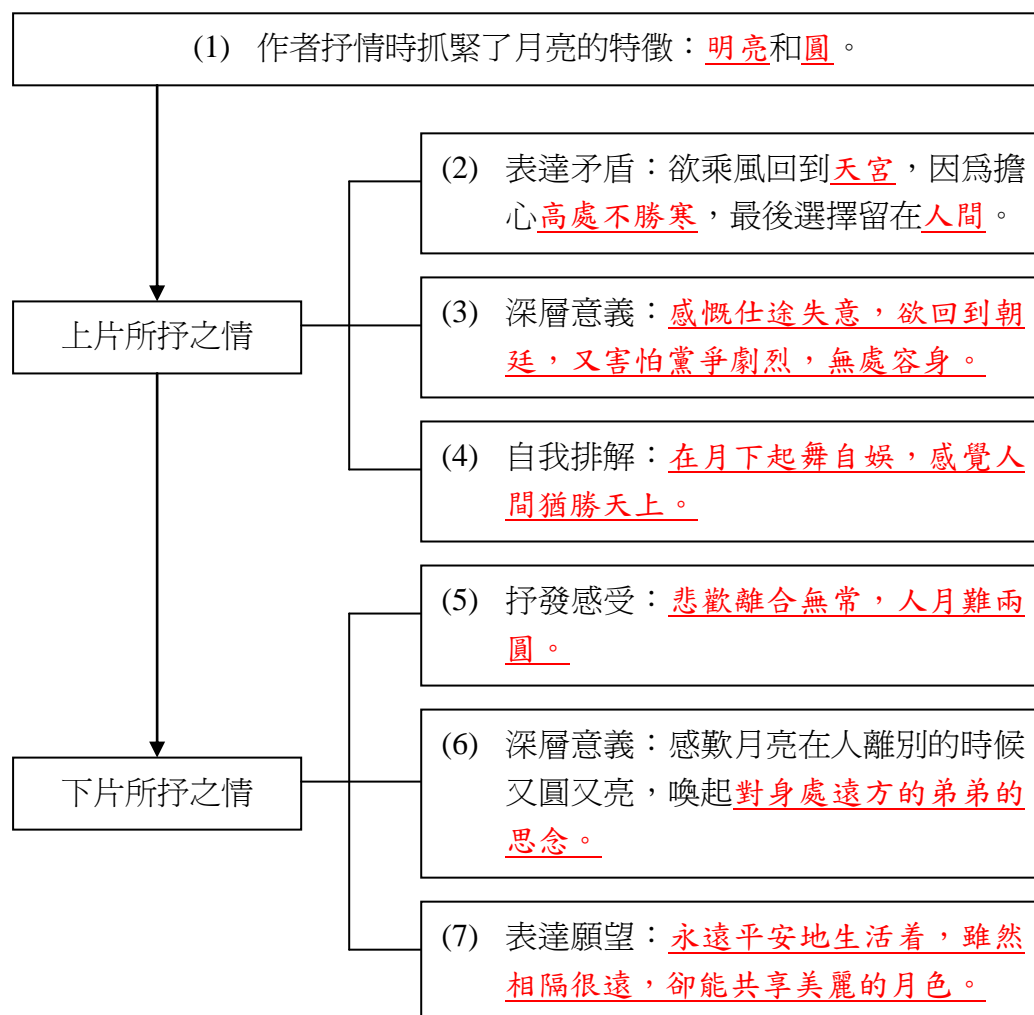 (1) 作者抒情時抓緊了月亮的特徵：明亮和圓。
(2) 表達矛盾：欲乘風回到天宮，因爲擔
心高處不勝寒，最後選擇留在人間。
上片所抒之情
(3) 深層意義：感慨仕途失意，欲回到朝
廷，又害怕黨爭劇烈，無處容身。
(4) 自我排解：在月下起舞自娛，感覺人
間猶勝天上。
(5) 抒發感受：悲歡離合無常，人月難兩
圓。
下片所抒之情
(6) 深層意義：感歎月亮在人離別的時候
又圓又亮，喚起對身處遠方的弟弟的
思念。
(7) 表達願望：永遠平安地生活着，雖然
相隔很遠，卻能共享美麗的月色。